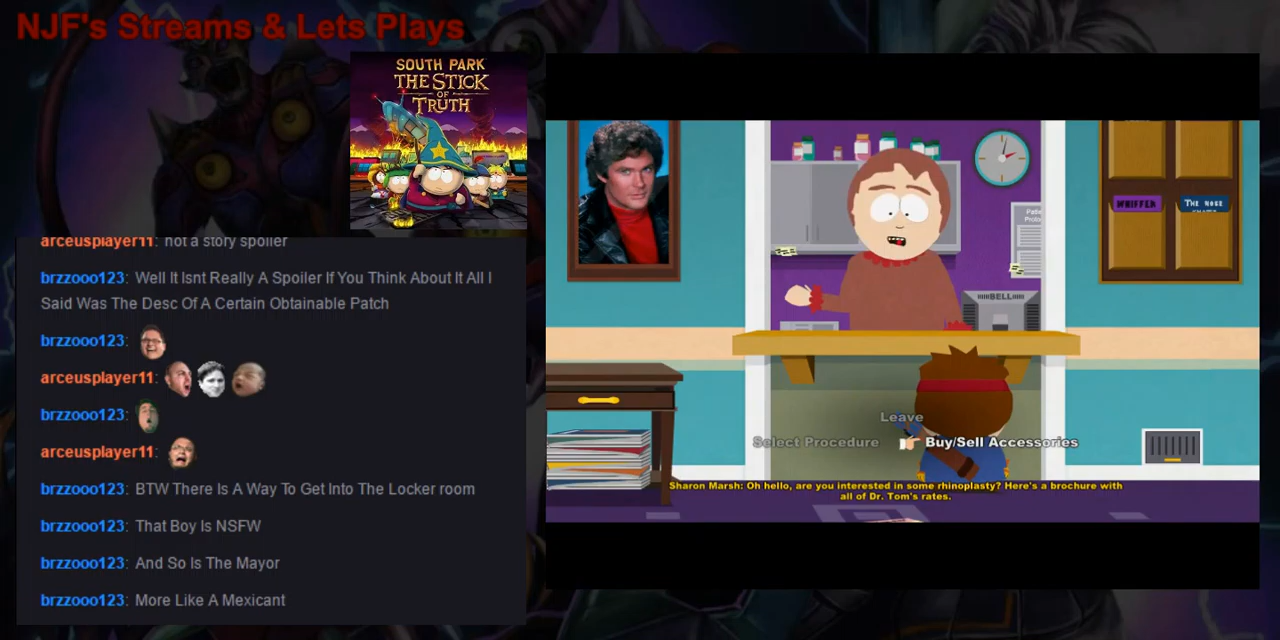 NJF's Streams & Lets Plays
SOUTH PARK
THE STICK
OF
TRUTH
arceusplayer11: not a story spoiler
brzzooo123: Well It Isnt Really A Spoiler If You Think About It All I
Said Was The Desc Of A Certain Obtainable Patch
brzzooo123:
arceusplayer11:
brzzooo123:
arceusplayer11:
brzzooo123: BTW There Is A Way To Get Into The Locker room
brzzooo123: That Boy Is NSFW
brzzooo123: And So Is The Mayor
brzzooo123: More Like A Mexicant
WHIFFER
THE NOSE
BELL
Leave
Select Procedure
Buy/Sell Accessories
Sharon Marsh: Oh hello, are you interested in some rhinoplasty? Here's a brochure with
all of Dr. Tom's rates.